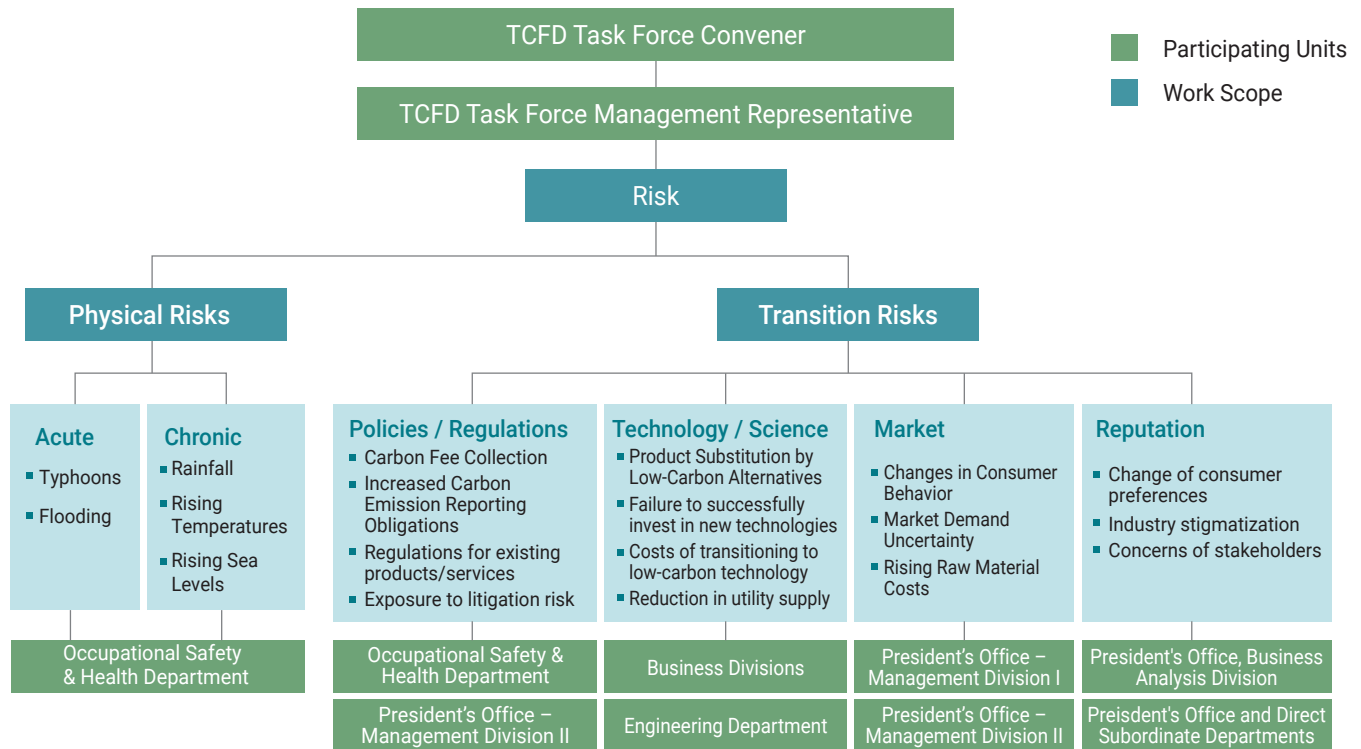 TCFD Task Force Convener
Participating Units
Work Scope
TCFD Task Force Management Representative
Risk
Physical Risks
Transition Risks
Acute
Typhoons
Flooding
Chronic
Rainfall
Rising
Temperatures
Rising Sea
Levels
Policies / Regulations
Carbon Fee Collection
Increased Carbon
Emission Reporting
Obligations
Regulations for existing
products/services
Exposure to litigation risk
Technology / Science
Product Substitution by
Low-Carbon Alternatives
Failure to successfully
invest in new technologies
Costs of transitioning to
low-carbon technology
Reduction in utility supply
Market
Changes in Consumer
Behavior
Market Demand
Uncertainty
Rising Raw Material
Costs
Reputation
Change of consumer
preferences
Industry stigmatization
Concerns of stakeholders
Occupational Safety
& Health Department
Occupational Safety &
Health Department
President’s Office –
Management Division II
Business Divisions
Engineering Department
President’s Office –
Management Division I
President’s Office –
Management Division II
President's Office, Business
Analysis Division
Preisdent's Office and Direct
Subordinate Departments